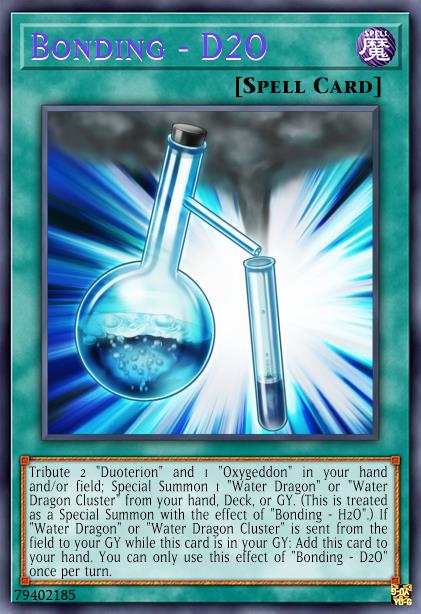 Bonding - D2O
SPELL
魔
[Spell Card]
Tribute 2 "Duoterion" and 1 "Oxygeddon" in your hand
and/or field; Special Summon 1 "Water Dragon" or "Water
Dragon Cluster" from your hand, Deck, or GY. (This is treated
as a Special Summon with the effect of "Bonding - H2O".) If
"Water Dragon" or "Water Dragon Cluster" is sent from the
field to your GY while this card is in your GY: Add this card to
your hand. You can only use this effect of "Bonding - D2O"
once per turn.
79402185